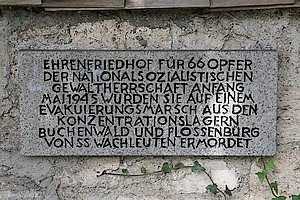 EHRENFRIEDHOF FÜR 66 OPFER
DER NATIONALSOZIALISTISCHEN
GEWALTHERRSCHAFT ANFANG
MAI 1945 WURDEN SIE AUF EINEM
EVAKUIERUNGSMARSCH AUS DEN
KONZENTRATIONSLAGERN
BUCHENWALD UND FLOSSENBÜRG
VON SS. WACHLEUTEN ERMORDET